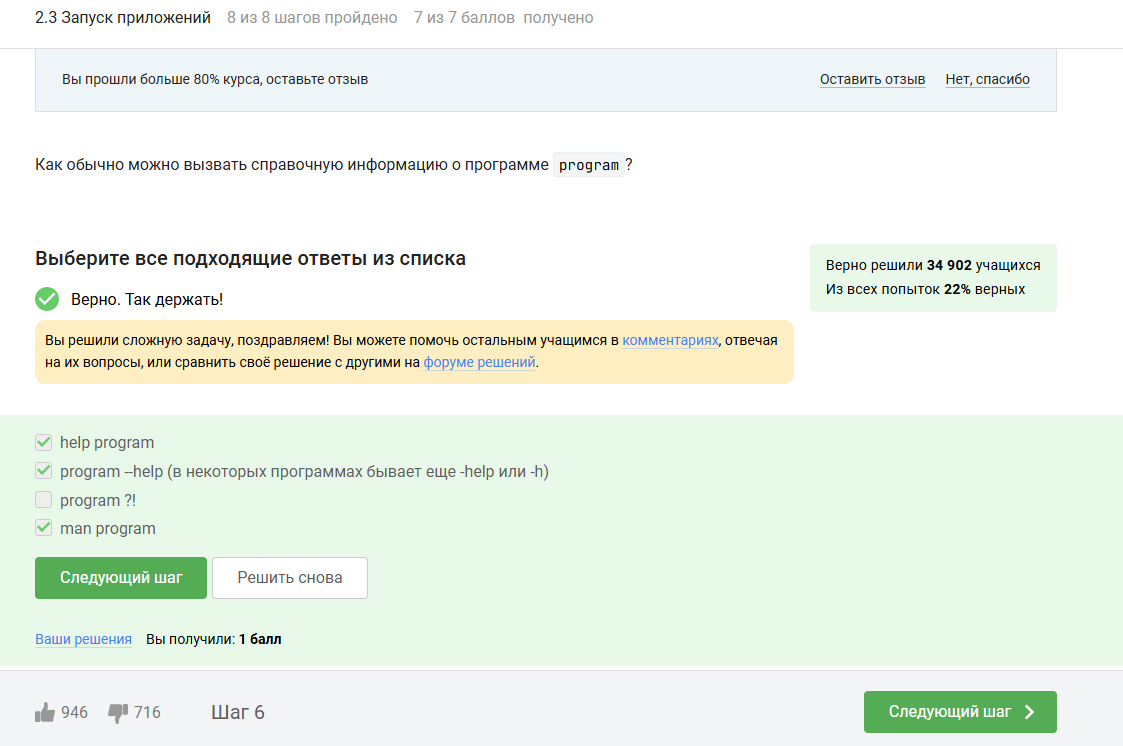 2.3 Запуск приложений 8 из 8 шагов пройдено 7 из 7 баллов получено
Вы прошли больше 80% курса, оставьте отзыв Оставить отзыв Нет, спасибо
Как обычно можно вызвать справочную информацию о программе program?
Выберите все подходящие ответы из списка
Верно решили 34 902 учащихся
Из всех попыток 22% верных
Верно. Так держать!
Вы решили сложную задачу, поздравляем! Вы можете помочь остальным учащимся в комментариях, отвечая
на их вопросы, или сравнить своё решение с другими на форуме решений.
help program
program --help (в некоторых программах бывает еще -help или -h)
program ?!
man program
Следующий шаг Решить снова
Ваши решения Вы получили: 1 балл
946 716 Шаг 6 Следующий шаг